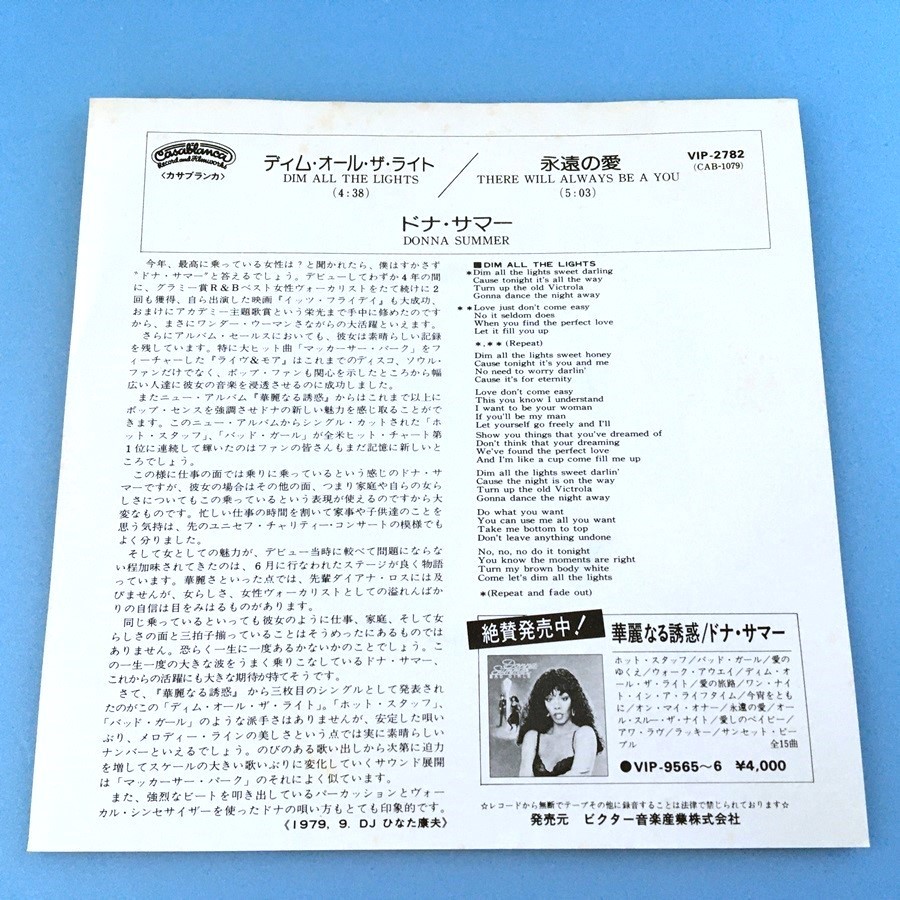 Casablanca
Record and Filmworks
〈カサブランカ〉
ディム・オール・ザ・ライト
DIM ALL THE LIGHTS
(4:38)
永遠の愛
THERE WILL ALWAYS BE A YOU
(5:03)
VIP-2782
(CAB-1079)
ドナ・サマー
DONNA SUMMER
今年、最高に乗っている女性は？と聞かれたら、僕はすかさず
"ドナ・サマー"と答えるでしょう。デビューしてわずか4年の間
に、グラミー賞R&Bベスト女性ヴォーカリストをたて続けに2
回も獲得、自ら出演した映画『イッツ・フライデイ』も大成功、
おまけにアカデミー主題歌賞という栄光まで手中に修めたのです
から、まさにワンダー・ウーマンさながらの大活躍といえます。
さらにアルバム・セールスにおいても、彼女は素晴らしい記録
を残しています。特に大ヒット曲「マッカーサー・パーク」をフ
ィーチャーした『ライヴ&モア』はこれまでのディスコ、ソウル・
ファンだけでなく、ポップ・ファンも関心を示したところから幅
広い人達に彼女の音楽を浸透させるのに成功しました。
またニュー・アルバム『華麗なる誘惑』からはこれまで以上に
ポップ・センスを強調させドナの新しい魅力を感じ取ることがで
きます。このニュー・アルバムからシングル・カットされた「ホ
ット・スタッフ」、「バッド・ガール」が全米ヒット・チャート第
1位に連続して輝いたのはファンの皆さんもまだ記憶に新しいと
ころでしょう。
この様に仕事の面では乗りに乗っているという感じのドナ・サ
マーですが、彼女の場合はその他の面、つまり家庭や自らの女ら
しさについてもこの乗っているという表現が使えるのですから大
変なものです。忙しい仕事の時間を割いて家事や子供達のことを
思う気持は、先のユニセフ・チャリティー・コンサートの模様でも
よく分りました。
そして女としての魅力が、デビュー当時に較べて問題にならな
い程加味されてきたのは、6月に行なわれたステージが良く物語
っています。華麗さといった点では、先輩ダイアナ・ロスには及
びませんが、女らしさ、女性ヴォーカリストとしての溢れんばか
りの自信は目をみはるものがあります。
同じ乗っているといっても彼女のように仕事、家庭、そして女
らしさの面と三拍子揃っていることはそうめったにあるものでは
ありません。恐らく一生に一度あるかないかのことでしょう。こ
の一生一度の大きな波をうまく乗りこなしているドナ・サマー、
これからの活躍にも大きな期待が持てそうです。
さて、『華麗なる誘惑』から三枚目のシングルとして発表され
たのがこの「ディム・オール・ザ・ライト」。「ホット・スタッフ」、
「バッド・ガール」のような派手さはありませんが、安定した唄い
ぶり、メロディー・ラインの美しさという点では実に素晴らしい
ナンバーといえるでしょう。のびのある歌い出しから次第に迫力
を増してスケールの大きい歌いぶりに変化していくサウンド展開
は「マッカーサー・パーク」のそれによく似ています。
また、強烈なビートを叩き出しているパーカッションとヴォー
カル・シンセサイザーを使ったドナの唄い方もとても印象的です。
《1979, 9. DJ ひなた康夫》
■DIM ALL THE LIGHTS
*Dim all the lights sweet darling
Cause tonight it's all the way
Turn up the old Victrola
Gonna dance the night away
**Love just don't come easy
No it seldom does
When you find the perfect love
Let it fill you up
*,** (Repeat)
Dim all the lights sweet honey
Cause tonight it's you and me
No need to worry darlin'
Cause it's for eternity
Love don't come easy
This you know I understand
I want to be your woman
If you'll be my man
Let yourself go freely and I'll
Show you things that you've dreamed of
Don't think that your dreaming
We've found the perfect love
And I'm like a cup come fill me up
Dim all the lights sweet darlin'
Cause the night is on the way
Turn up the old Victrola
Gonna dance the night away
Do what you want
You can use me all you want
Take me bottom to top
Don't leave anything undone
No, no, no do it tonight
You know the moments are right
Turn my brown body white
Come let's dim all the lights
*(Repeat and fade out)
絶賛発売中！
華麗なる誘惑/ドナ・サマー
ホット・スタッフ/バッド・ガール/愛の
ゆくえ/ウォーク・アウエイ/ディム・オ
ール・ザ・ライト/愛の旅路/ワン・ナイ
ト・イン・ア・ライフタイム/今宵をとも
に/オン・マイ・オナー/永遠の愛/オー
ル・スルー・ザ・ナイト/愛しのベイビー/
アワ・ラヴ/ラッキー/サンセット・ピー
プル
全15曲
●VIP-9565〜6 ¥4,000
☆レコードから無断でテープその他に録音することは法律で禁じられております☆
発売元 ビクター音楽産業株式会社